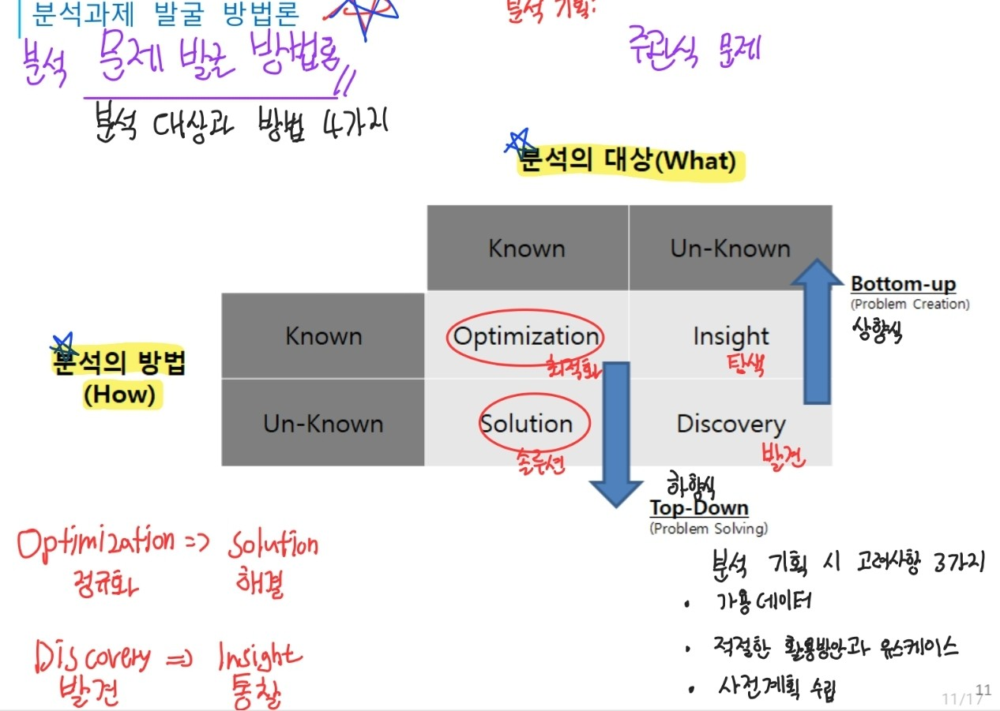 분석과제 발굴 방법론
분석 기획:
분석 문제 발굴 방법론
주관식 문제
분석 대상과 방법 4가지
분석의 대상(What)
Known
Un-Known
Bottom-up
(Problem Creation)
상향식
분석의 방법
(How)
Known
Optimization
최적화
Insight
탐색
Un-Known
Solution
솔루션
Discovery
발견
하향식
Top-Down
(Problem Solving)
Optimization => Solution
정규화 해결
Discovery => Insight
발견 통찰
분석 기획 시 고려사항 3가지
• 가용데이터
• 적절한 활용방안과 유스케이스
• 사전계획 수립
11/17
11